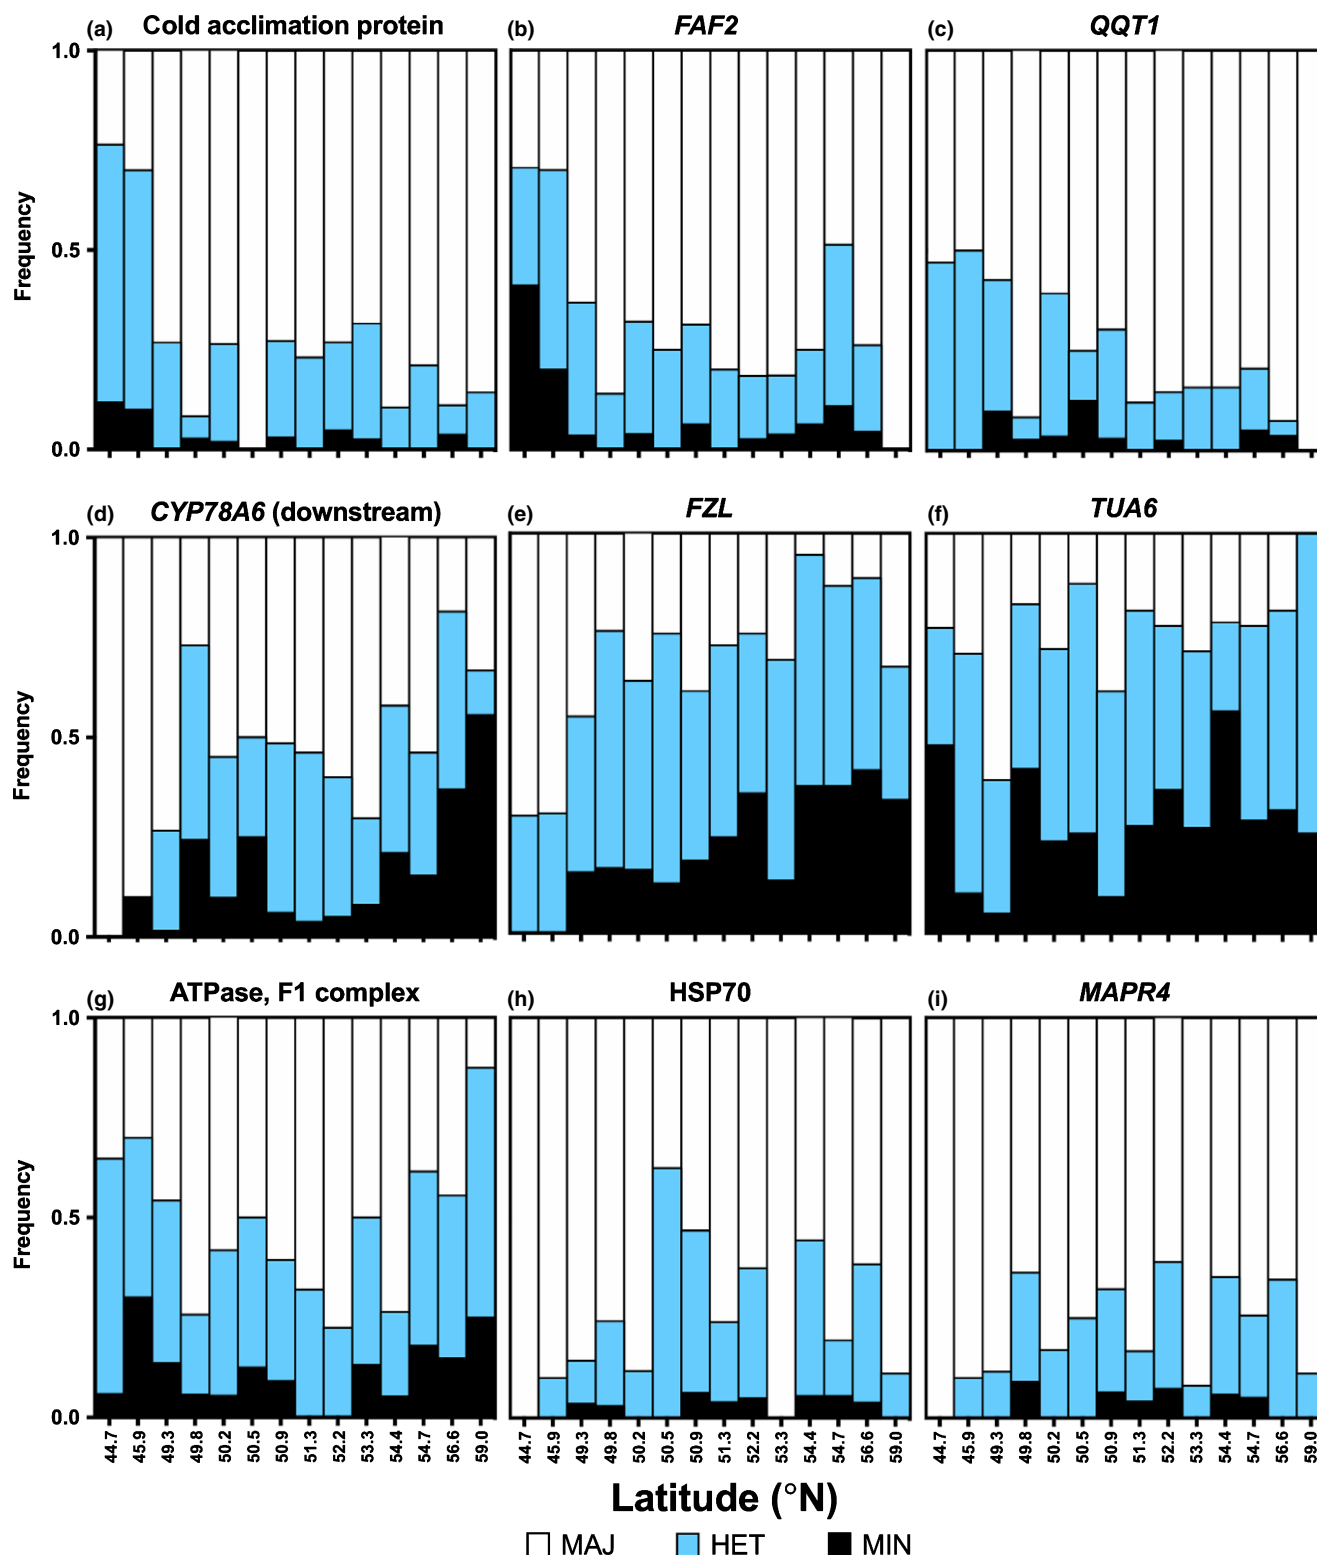 (a) Cold acclimation protein
(b) FAF2
(c) QQT1
1.0
0.5
0.0
Frequency
(d) CYP78A6 (downstream)
(e) FZL
(f) TUA6
1.0
0.5
0.0
Frequency
(g) ATPase, F1 complex
(h) HSP70
(i) MAPR4
1.0
0.5
0.0
Frequency
44.7 45.9 49.3 49.8 50.2 50.5 50.9 51.3 52.2 53.3 54.4 54.7 56.6 59.0
44.7 45.9 49.3 49.8 50.2 50.5 50.9 51.3 52.2 53.3 54.4 54.7 56.6 59.0
44.7 45.9 49.3 49.8 50.2 50.5 50.9 51.3 52.2 53.3 54.4 54.7 56.6 59.0
Latitude (°N)
MAJ HET MIN